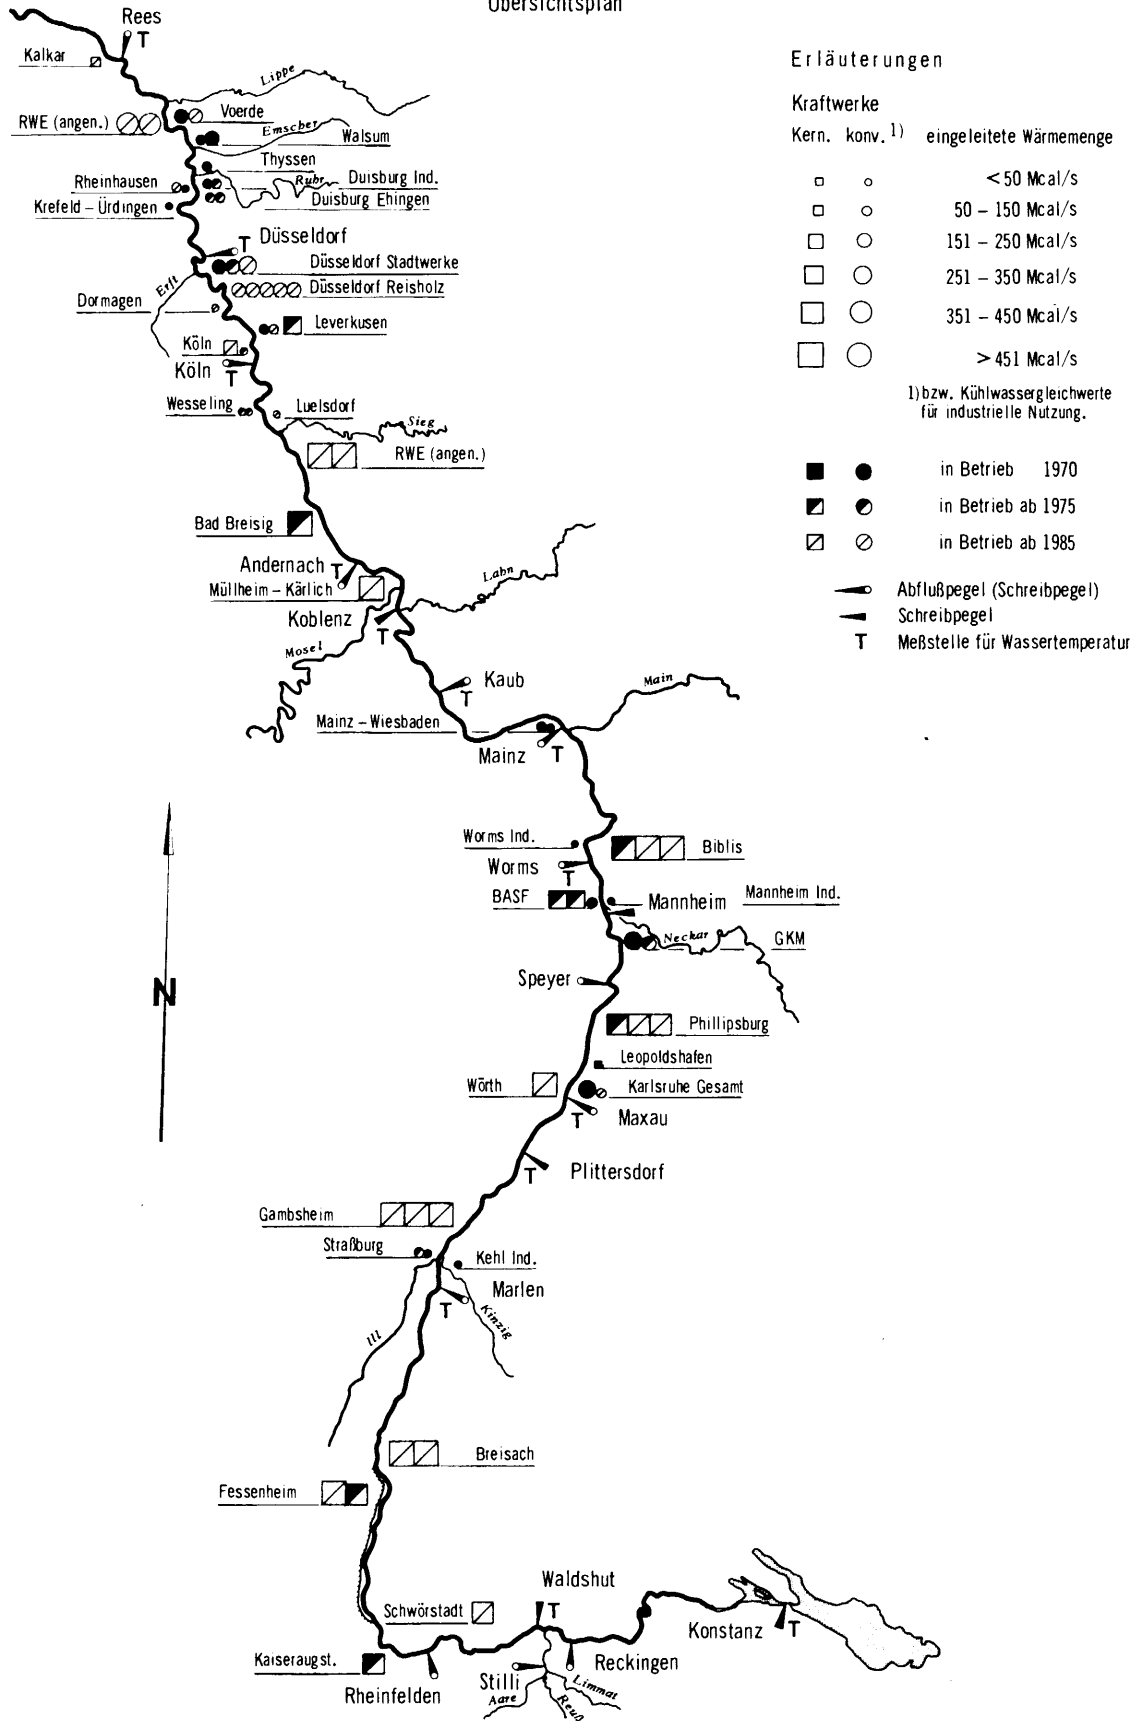 Übersichtsplan
Rees
T
Kalkar
Lippe
RWE (angen.)
Voerde
Emscher
Walsum
Thyssen
Rheinhausen
Ruhr
Duisburg Ind.
Krefeld – Ürdingen
Duisburg Ehingen
T Düsseldorf
Düsseldorf Stadtwerke
Erft
Düsseldorf Reisholz
Dormagen
Leverkusen
Köln
Köln T
Wesseling
Luelsdorf
Sieg
RWE (angen.)
Bad Breisig
Andernach T
Müllheim – Kärlich
Lahn
Koblenz
T
Mosel
Kaub
T
Main
Mainz – Wiesbaden
Mainz T
Worms Ind.
Biblis
Worms
T
BASF
Mannheim
Mannheim Ind.
Neckar
GKM
Speyer
N
Phillipsburg
Leopoldshafen
Wörth
Karlsruhe Gesamt
T Maxau
T Plittersdorf
Gambsheim
Straßburg
Kehl Ind.
Marlen
T
Kinzig
Ill
Breisach
Fessenheim
Waldshut
Schwörstadt
T
Konstanz
T
Kaiseraugst.
Rheinfelden
Stilli
Reckingen
Aare
Reuß
Limmat
Erläuterungen
Kraftwerke
Kern. konv. 1) eingeleitete Wärmemenge
<50 Mcal/s
50 – 150 Mcal/s
151 – 250 Mcal/s
251 – 350 Mcal/s
351 – 450 Mcal/s
>451 Mcal/s
1) bzw. Kühlwassergleichwerte
für industrielle Nutzung.
in Betrieb 1970
in Betrieb ab 1975
in Betrieb ab 1985
Abflußpegel (Schreibpegel)
Schreibpegel
T Meßstelle für Wassertemperatur